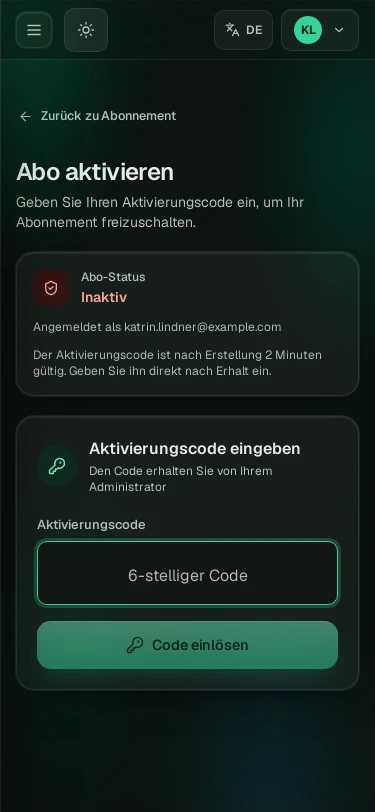 DE
KL
Zurück zu Abonnement
Abo aktivieren
Geben Sie Ihren Aktivierungscode ein, um Ihr
Abonnement freizuschalten.
Abo-Status
Inaktiv
Angemeldet als katrin.lindner@example.com
Der Aktivierungscode ist nach Erstellung 2 Minuten
gültig. Geben Sie ihn direkt nach Erhalt ein.
Aktivierungscode eingeben
Den Code erhalten Sie von Ihrem
Administrator
Aktivierungscode
6-stelliger Code
Code einlösen